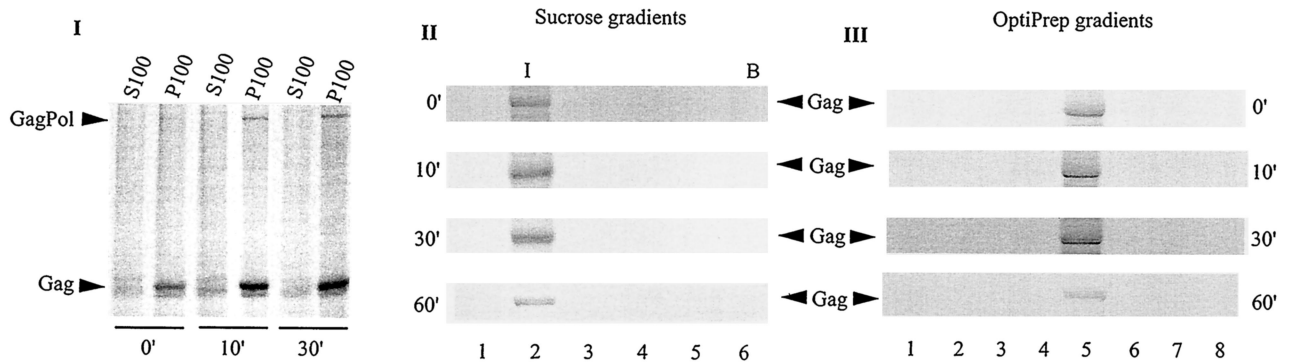 I
S100 P100 S100 P100 S100 P100
GagPol
Gag
0' 10' 30'
II
Sucrose gradients
I B
0'
10'
30'
60'
1 2 3 4 5 6
Gag
Gag
Gag
Gag
III
OptiPrep gradients
0'
10'
30'
60'
1 2 3 4 5 6 7 8